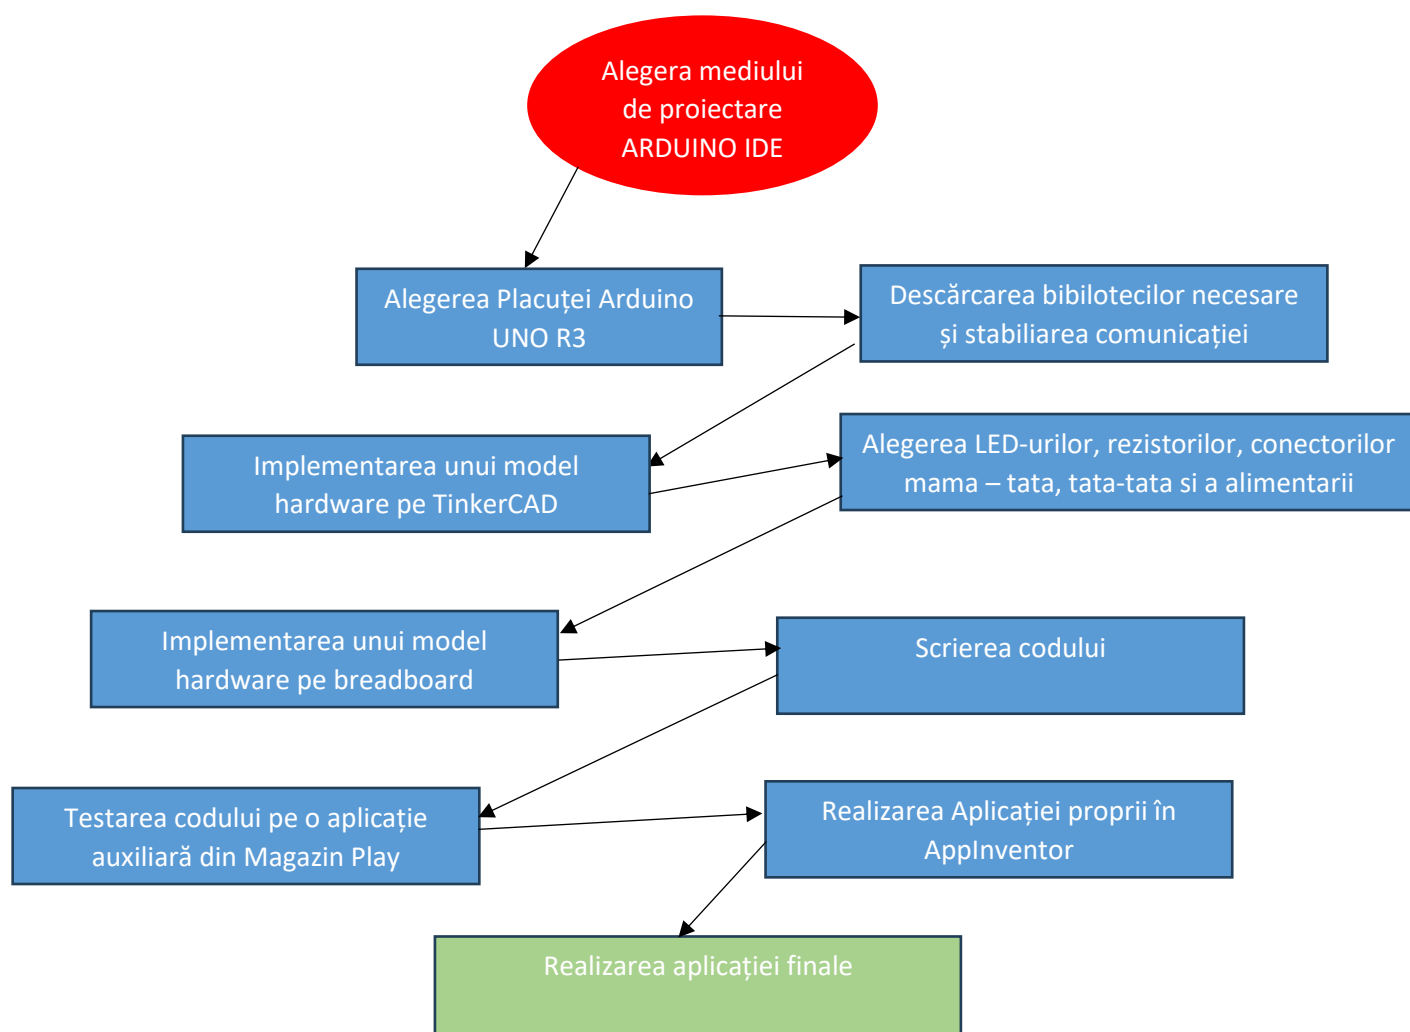 Alegera mediului
de proiectare
ARDUINO IDE
Alegerea Placuței Arduino
UNO R3
Descărcarea bibilotecilor necesare
și stabiliarea comunicației
Implementarea unui model
hardware pe TinkerCAD
Alegerea LED-urilor, rezistorilor, conectorilor
mama – tata, tata-tata si a alimentarii
Implementarea unui model
hardware pe breadboard
Scrierea codului
Testarea codului pe o aplicație
auxiliară din Magazin Play
Realizarea Aplicației proprii în
AppInventor
Realizarea aplicației finale